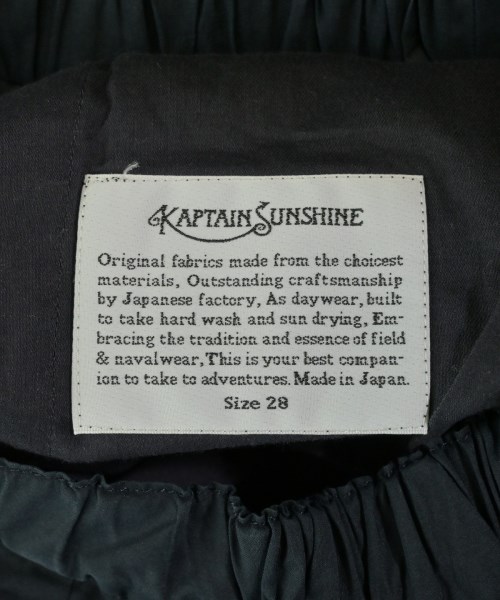 KAPTAIN SUNSHINE
Original fabrics made from the choicest
materials, Outstanding craftsmanship
by Japanese factory, As daywear, built
to take hard wash and sun drying, Em-
bracing the tradition and essence of field
& navalwear, This is your best compan-
ion to take to adventures. Made in Japan.
Size 28